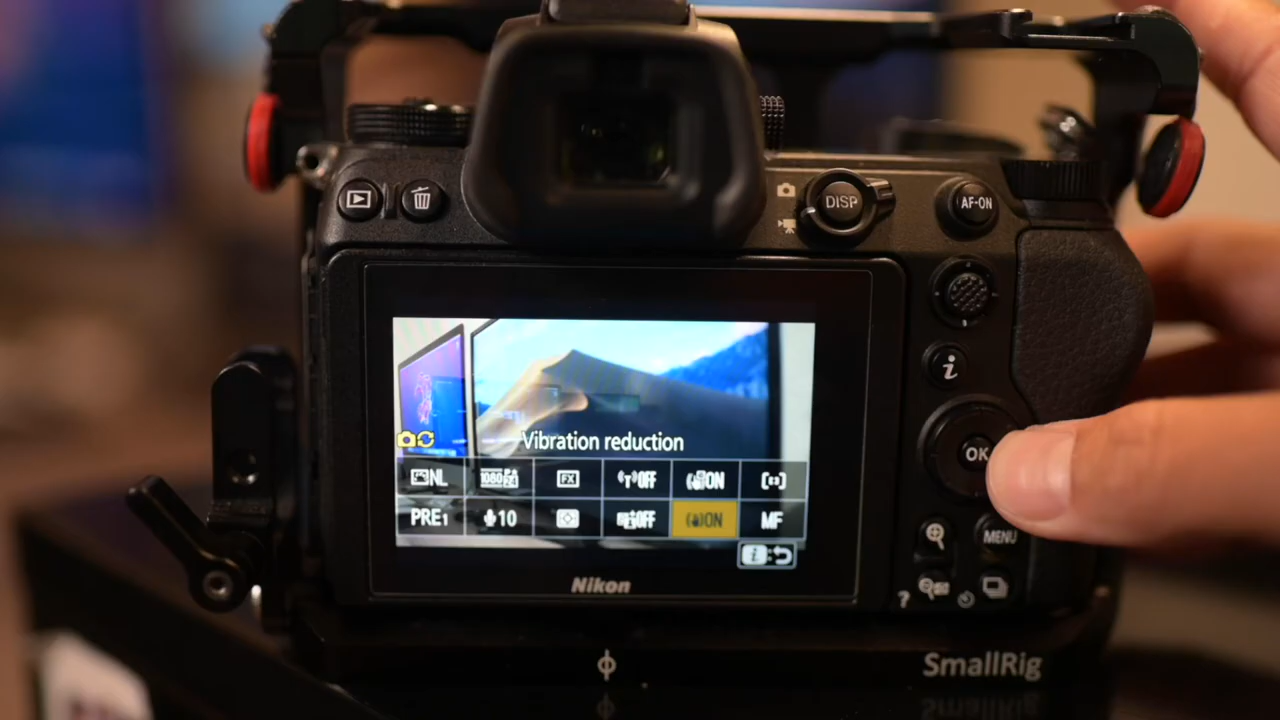 DISP
AF-ON
i
Vibration reduction
NL
1080
FX
OFF
ON
PRE1
10
OFF
ON
MF
i
OK
MENU
?
Nikon
SmallRig